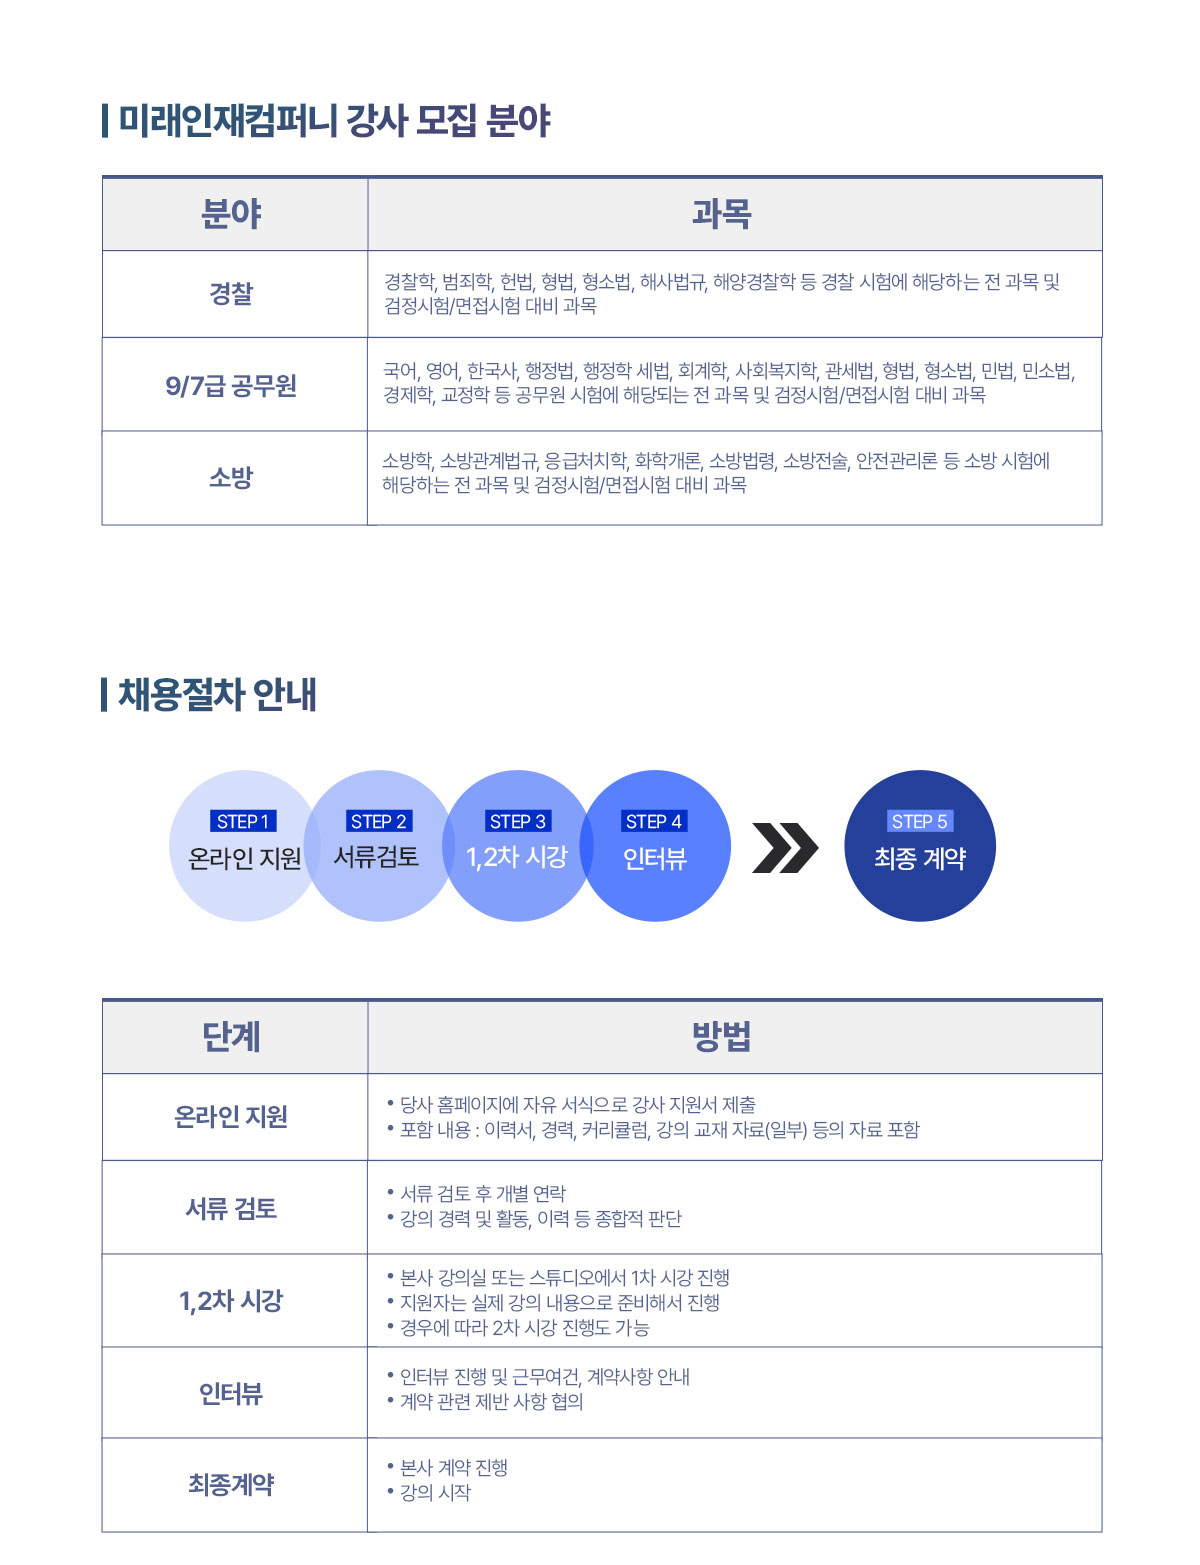 미래인재컴퍼니 강사 모집 분야
분야
과목
경찰
경찰학, 범죄학, 헌법, 형법, 형소법, 해사법규, 해양경찰학 등 경찰 시험에 해당하는 전 과목 및
검정시험/면접시험 대비 과목
9/7급 공무원
국어, 영어, 한국사, 행정법, 행정학 세법, 회계학, 사회복지학, 관세법, 형법, 형소법, 민법, 민소법,
경제학, 교정학 등 공무원 시험에 해당되는 전 과목 및 검정시험/면접시험 대비 과목
소방
소방학, 소방관계법규, 응급처치학, 화학개론, 소방법령, 소방전술, 안전관리론 등 소방 시험에
해당하는 전 과목 및 검정시험/면접시험 대비 과목
채용절차 안내
STEP 1
온라인 지원
STEP 2
서류검토
STEP 3
1,2차 시강
STEP 4
인터뷰
STEP 5
최종 계약
단계
방법
온라인 지원
• 당사 홈페이지에 자유 서식으로 강사 지원서 제출
• 포함 내용 : 이력서, 경력, 커리큘럼, 강의 교재 자료(일부) 등의 자료 포함
서류 검토
• 서류 검토 후 개별 연락
• 강의 경력 및 활동, 이력 등 종합적 판단
1,2차 시강
• 본사 강의실 또는 스튜디오에서 1차 시강 진행
• 지원자는 실제 강의 내용으로 준비해서 진행
• 경우에 따라 2차 시강 진행도 가능
인터뷰
• 인터뷰 진행 및 근무여건, 계약사항 안내
• 계약 관련 제반 사항 협의
최종계약
• 본사 계약 진행
• 강의 시작